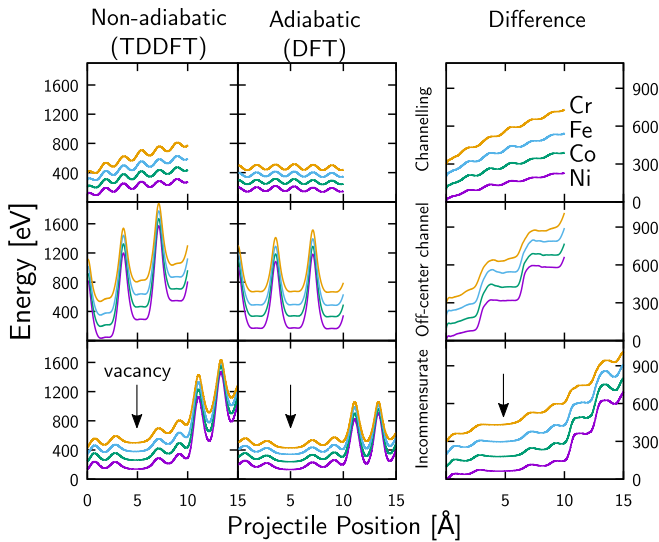 Non-adiabatic
(TDDFT)
Adiabatic
(DFT)
Difference
Energy [eV]
1600
1200
800
400
1600
1200
800
400
1600
1200
800
400
0
vacancy
Channelling
Off-center channel
Incommensurate
Cr
Fe
Co
Ni
900
600
300
0
900
600
300
0
900
600
300
0
0 5 10 15 5 10 15 0 5 10 15
Projectile Position [Å]